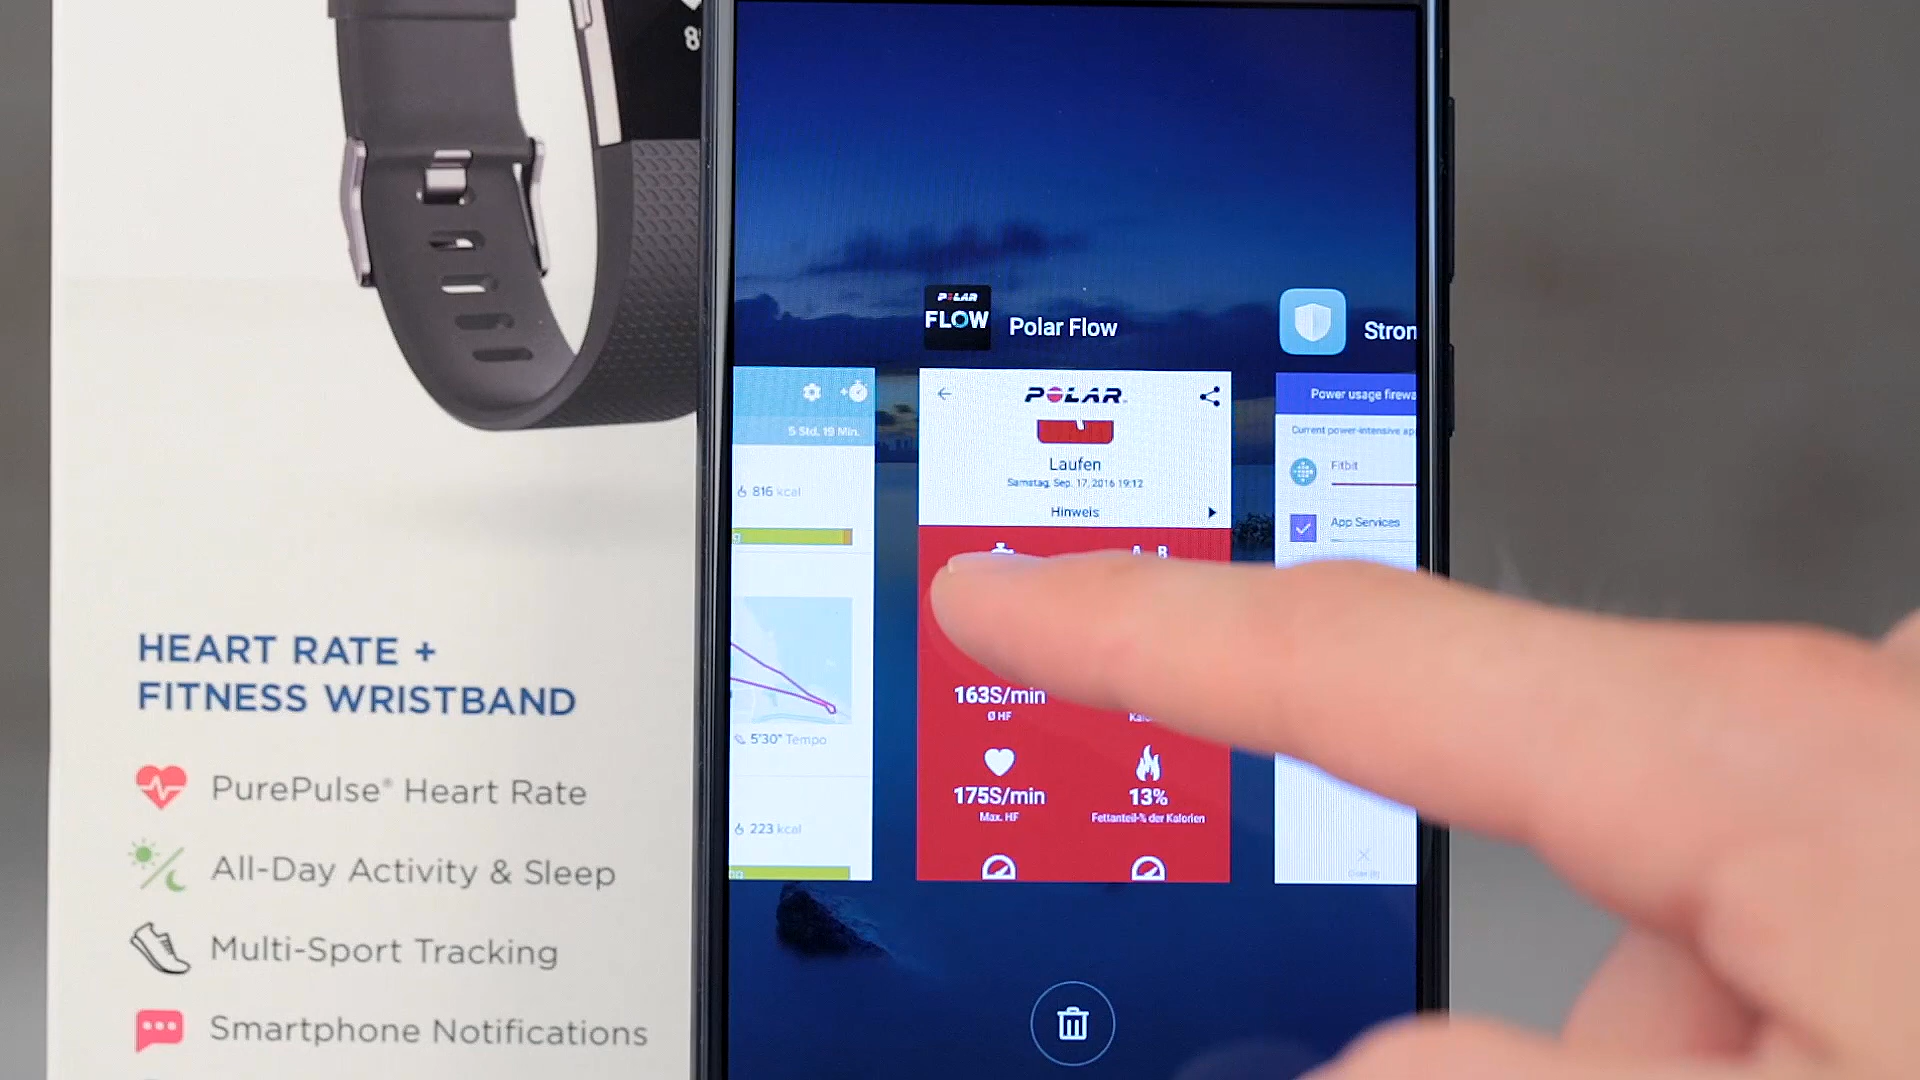 HEART RATE +
FITNESS WRISTBAND
PurePulse® Heart Rate
All-Day Activity & Sleep
Multi-Sport Tracking
Smartphone Notifications
POLAR
FLOW
Polar Flow
5 Std. 19 Min.
816 kcal
5'30" Tempo
223 kcal
POLAR
Laufen
Samstag, Sep. 17, 2016 19:12
Hinweis
A B
163S/min
Ø HF
175S/min
Max. HF
13%
Fettanteil-% der Kalorien
Stron
Power usage firewa
Current power-intensive ap
Fitbit
App Services